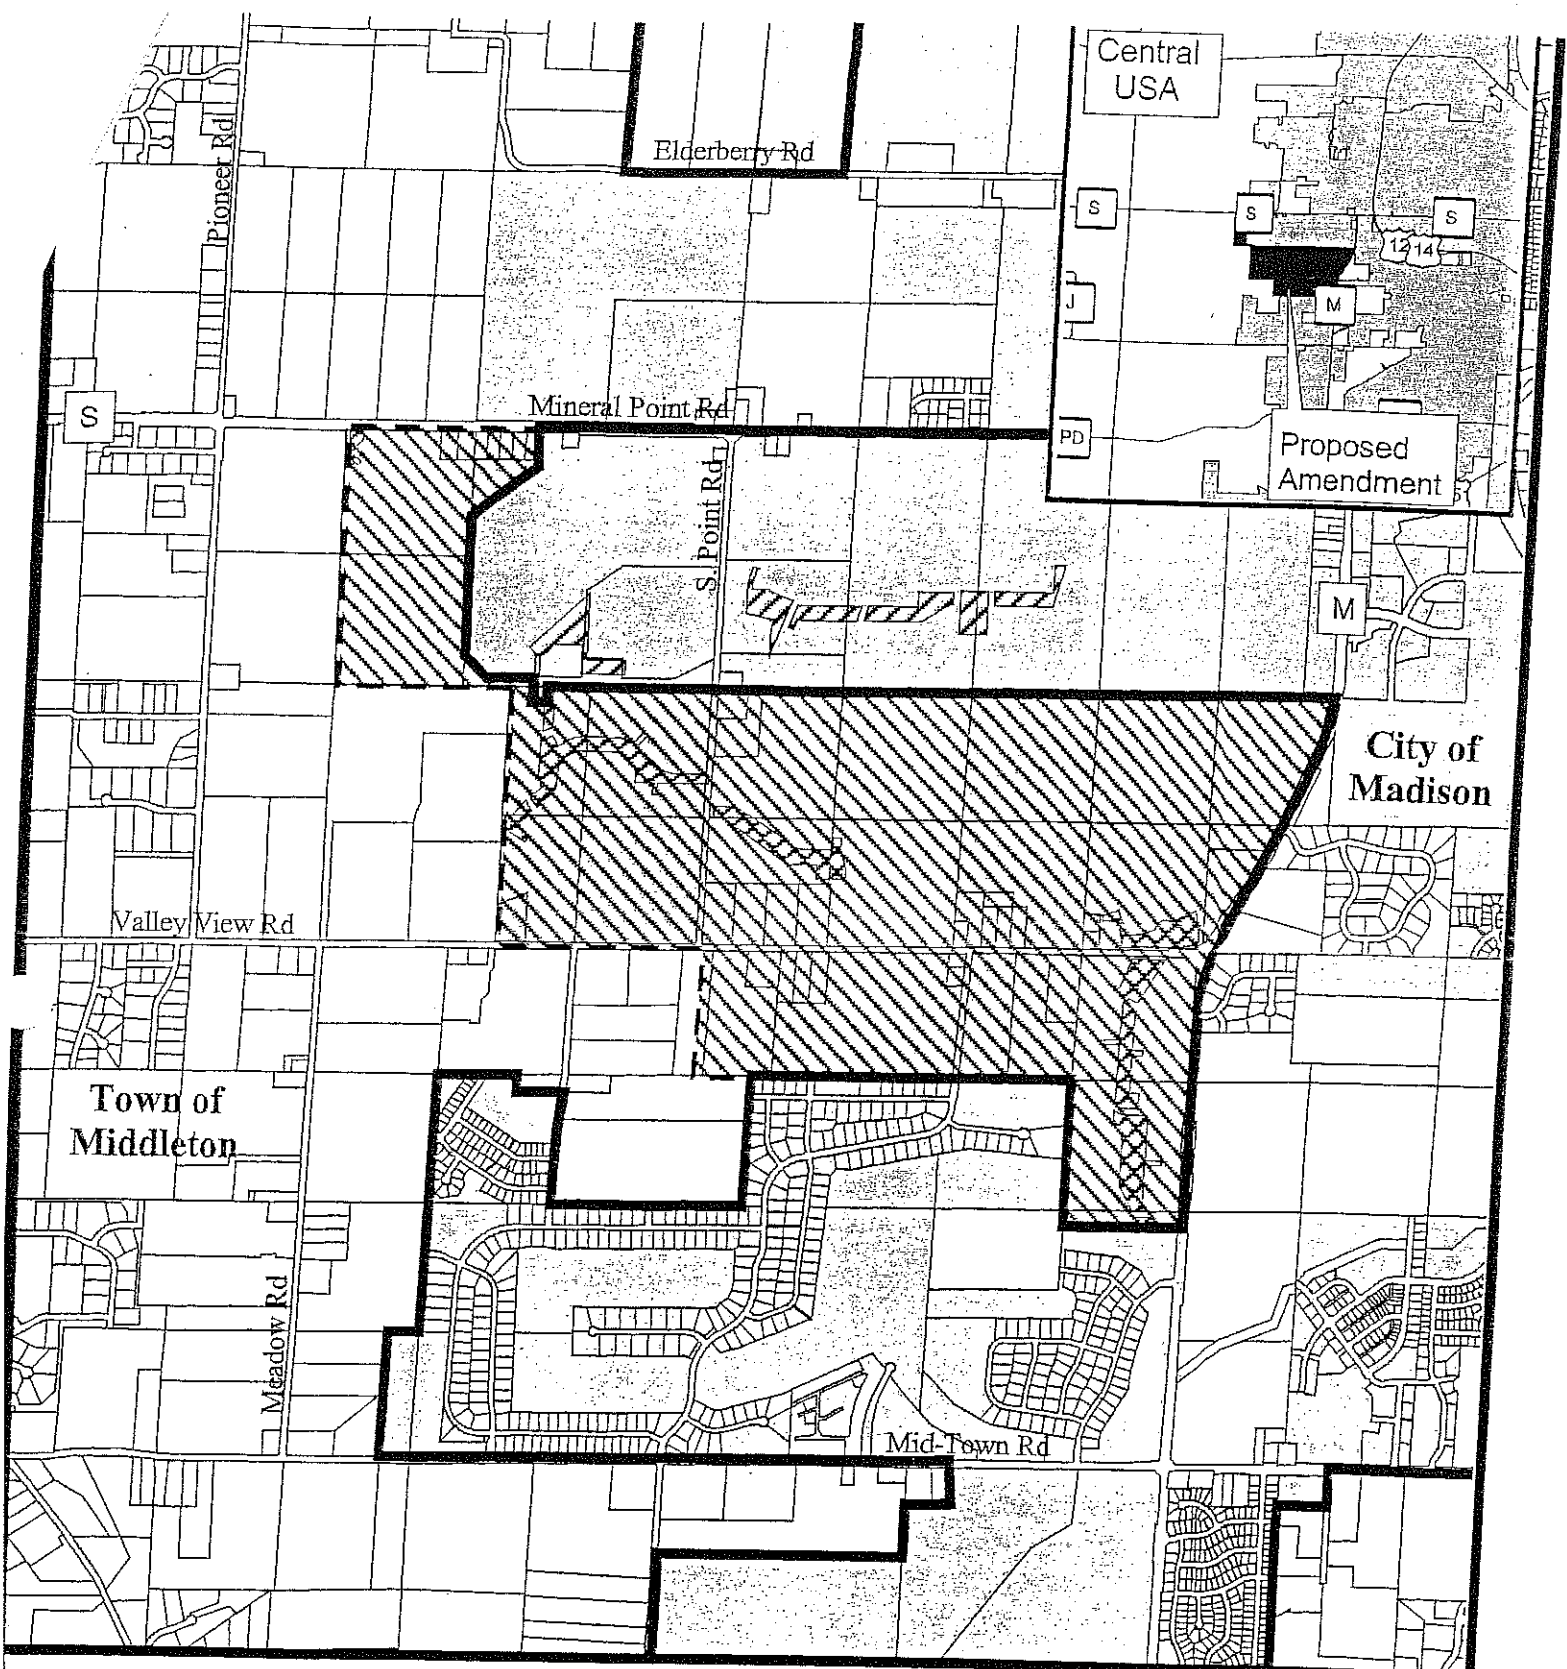 Central
USA
Elderberry Rd
Pioneer Rd
S
S
S
12 14
J
M
S
Mineral Point Rd
PD
Proposed
Amendment
S. Point Rd
M
City of
Madison
Valley View Rd
Town of
Middleton
Meadow Rd
Mid-Town Rd